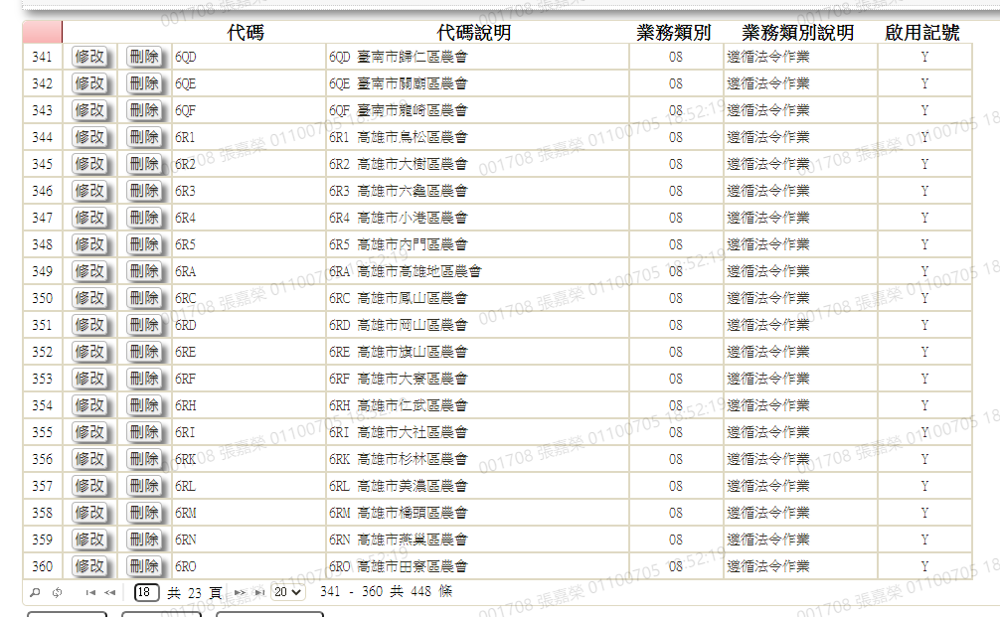 代碼 代碼說明 業務類別 業務類別說明 啟用記號
341 修改 刪除 6QD 6QD 臺南市歸仁區農會 08 遵循法令作業 Y
342 修改 刪除 6QE 6QE 臺南市關廟區農會 08 遵循法令作業 Y
343 修改 刪除 6QF 6QF 臺南市龍崎區農會 08 遵循法令作業 Y
344 修改 刪除 6R1 6R1 高雄市鳥松區農會 08 遵循法令作業 Y
345 修改 刪除 6R2 6R2 高雄市大樹區農會 08 遵循法令作業 Y
346 修改 刪除 6R3 6R3 高雄市六龜區農會 08 遵循法令作業 Y
347 修改 刪除 6R4 6R4 高雄市小港區農會 08 遵循法令作業 Y
348 修改 刪除 6R5 6R5 高雄市內門區農會 08 遵循法令作業 Y
349 修改 刪除 6RA 6RA 高雄市高雄地區農會 08 遵循法令作業 Y
350 修改 刪除 6RC 6RC 高雄市鳳山區農會 08 遵循法令作業 Y
351 修改 刪除 6RD 6RD 高雄市岡山區農會 08 遵循法令作業 Y
352 修改 刪除 6RE 6RE 高雄市旗山區農會 08 遵循法令作業 Y
353 修改 刪除 6RF 6RF 高雄市大寮區農會 08 遵循法令作業 Y
354 修改 刪除 6RH 6RH 高雄市仁武區農會 08 遵循法令作業 Y
355 修改 刪除 6RI 6RI 高雄市大社區農會 08 遵循法令作業 Y
356 修改 刪除 6RK 6RK 高雄市杉林區農會 08 遵循法令作業 Y
357 修改 刪除 6RL 6RL 高雄市美濃區農會 08 遵循法令作業 Y
358 修改 刪除 6RM 6RM 高雄市橋頭區農會 08 遵循法令作業 Y
359 修改 刪除 6RN 6RN 高雄市燕巢區農會 08 遵循法令作業 Y
360 修改 刪除 6RO 6RO 高雄市田寮區農會 08 遵循法令作業 Y
18 共 23 頁 20 341 - 360 共 448 條
001708 張嘉榮 01100705 18:52:19